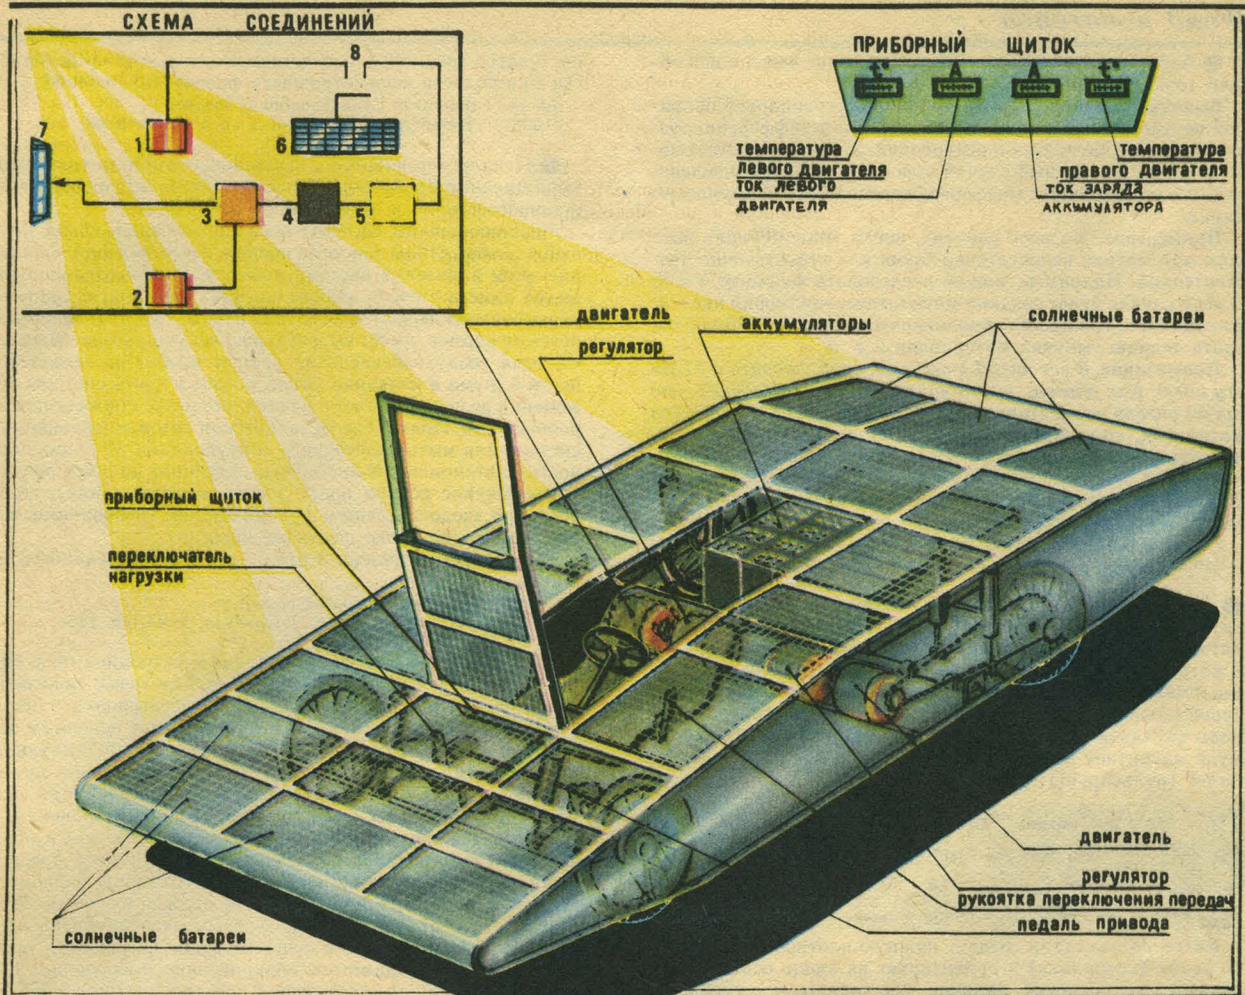 СХЕМА СОЕДИНЕНИЙ
8
7
1
6
3
4
5
2
ПРИБОРНЫЙ ЩИТОК
t° A A t°
температура
левого двигателя
ток левого
двигателя
температура
правого двигателя
ток заряда
аккумулятора
двигатель
регулятор
аккумуляторы
солнечные батареи
приборный щиток
переключатель
нагрузки
двигатель
регулятор
рукоятка переключения передач
педаль привода
солнечные батареи